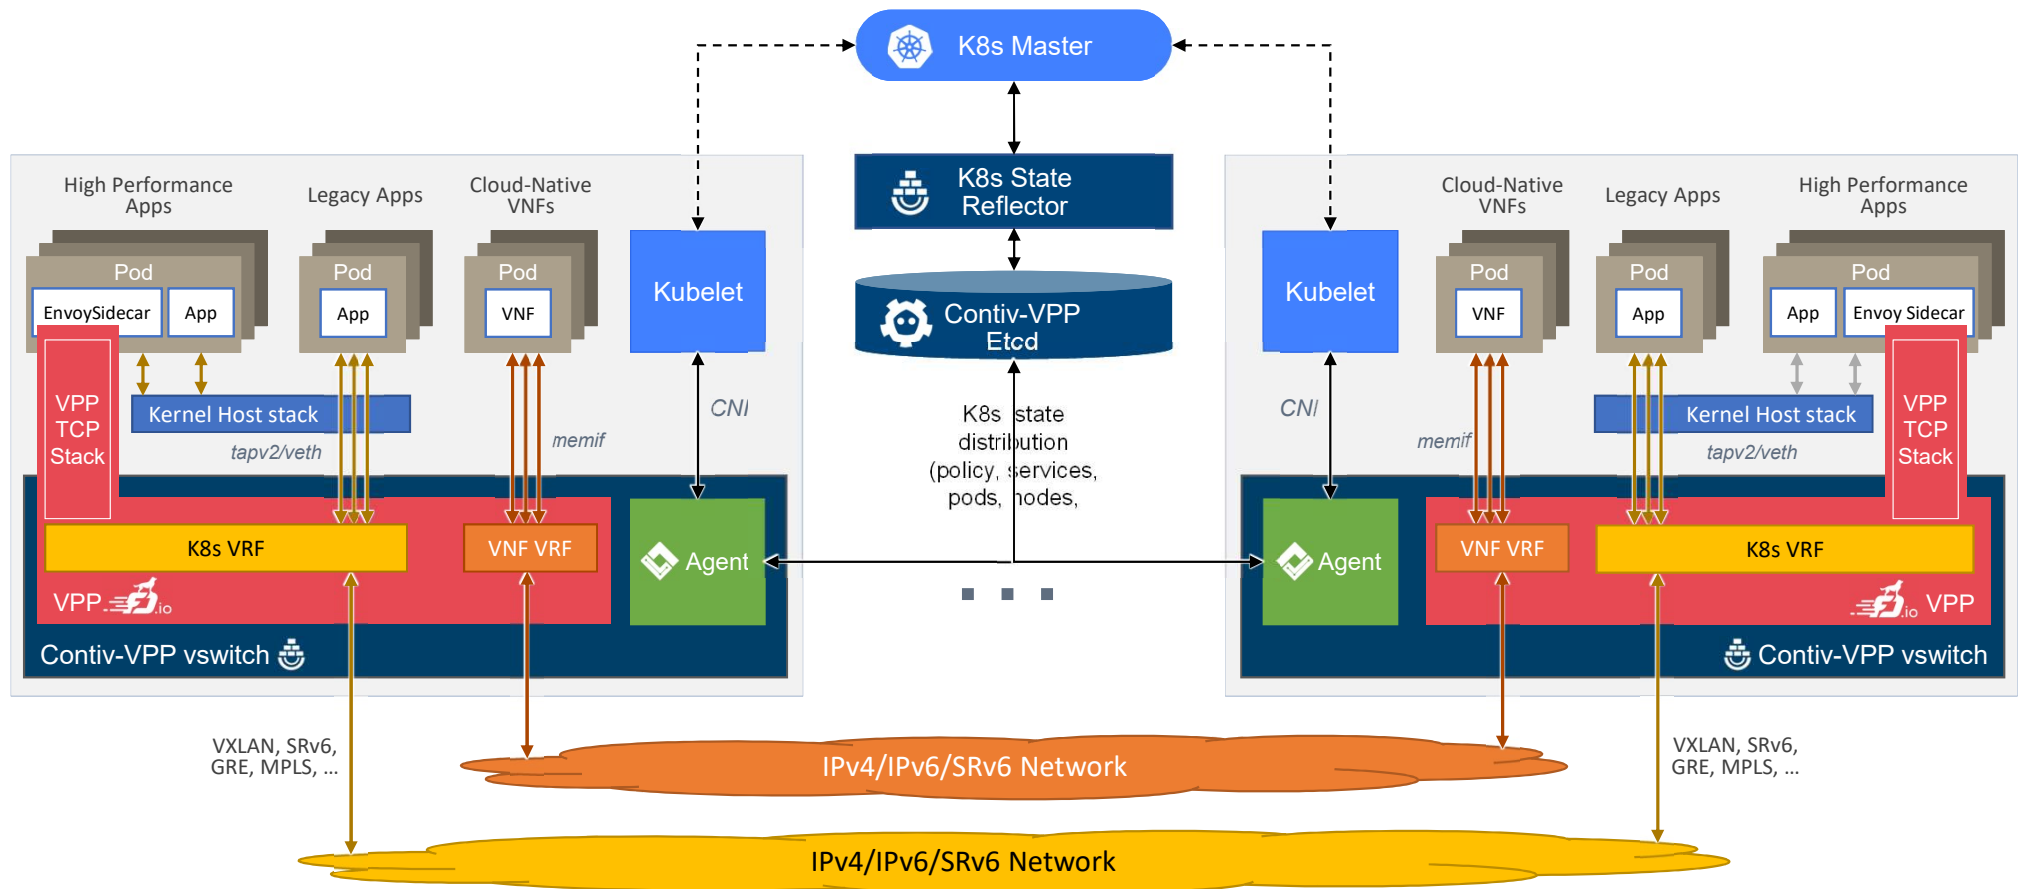 K8s Master
K8s State
Reflector
Contiv-VPP
Etcd
K8s state
distribution
(policy, services,
pods, nodes,
High Performance
Apps
Legacy Apps
Cloud-Native
VNFs
Pod
EnvoySidecar
App
Pod
App
Pod
VNF
Kubelet
VPP
TCP
Stack
Kernel Host stack
tapv2/veth
memif
CNI
K8s VRF
VNF VRF
Agent
VPP
FD.io
Contiv-VPP vswitch
VXLAN, SRv6,
GRE, MPLS, ...
Cloud-Native
VNFs
Legacy Apps
High Performance
Apps
Kubelet
Pod
VNF
Pod
App
Pod
App
Envoy Sidecar
CNI
memif
Kernel Host stack
tapv2/veth
VPP
TCP
Stack
Agent
VNF VRF
K8s VRF
FD.io
VPP
Contiv-VPP vswitch
VXLAN, SRv6,
GRE, MPLS, ...
IPv4/IPv6/SRv6 Network
IPv4/IPv6/SRv6 Network